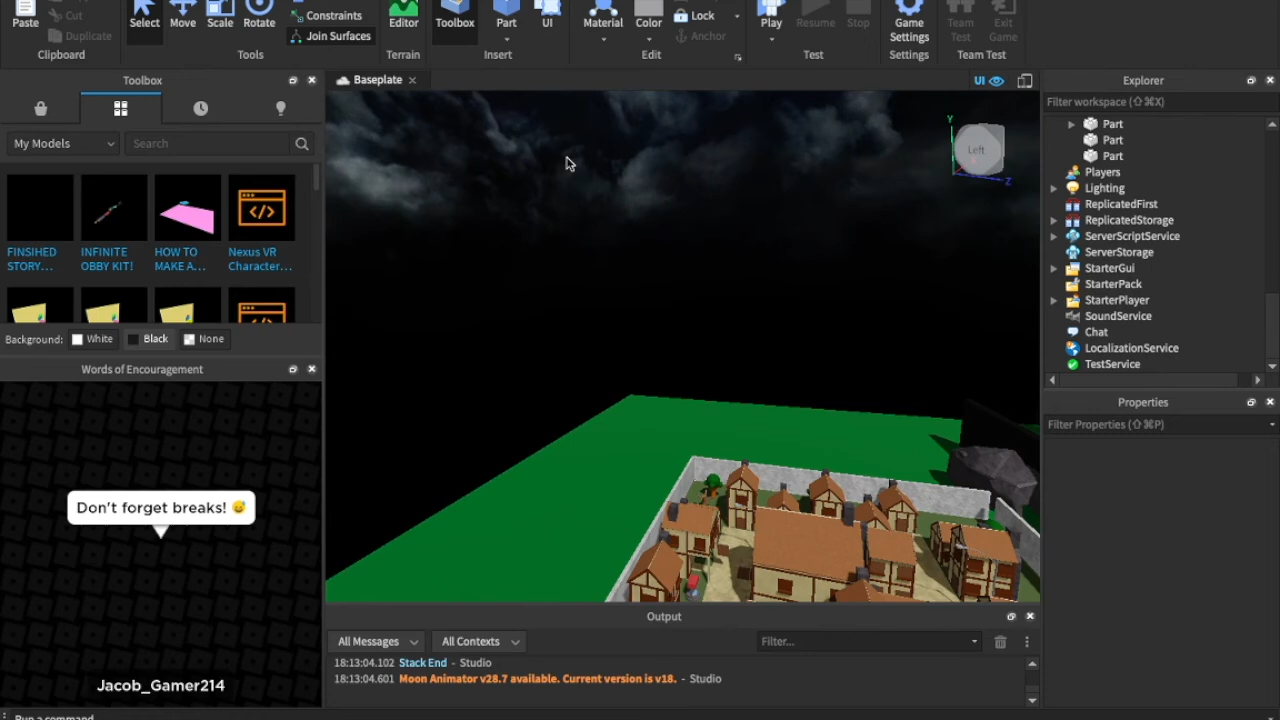 Paste
Cut
Duplicate
Clipboard
Select
Move
Scale
Rotate
Constraints
Join Surfaces
Tools
Editor
Terrain
Toolbox
Part
UI
Insert
Material
Color
Lock
Anchor
Edit
Play
Resume
Stop
Test
Game
Settings
Settings
Team
Test
Exit
Game
Team Test
Toolbox
My Models
Search
FINSIHED
STORY...
INFINITE
OBBY KIT!
HOW TO
MAKE A...
Nexus VR
Character...
Background:
White
Black
None
Words of Encouragement
Don't forget breaks! 😅
Jacob_Gamer214
Baseplate
UI
Y
Left
Z
Output
All Messages
All Contexts
Filter...
18:13:04.102 Stack End - Studio
18:13:04.601 Moon Animator v28.7 available. Current version is v18. - Studio
Explorer
Filter workspace (⇧⌘X)
Part
Part
Part
Players
Lighting
ReplicatedFirst
ReplicatedStorage
ServerScriptService
ServerStorage
StarterGui
StarterPack
StarterPlayer
SoundService
Chat
LocalizationService
TestService
Properties
Filter Properties (⇧⌘P)
Run a command